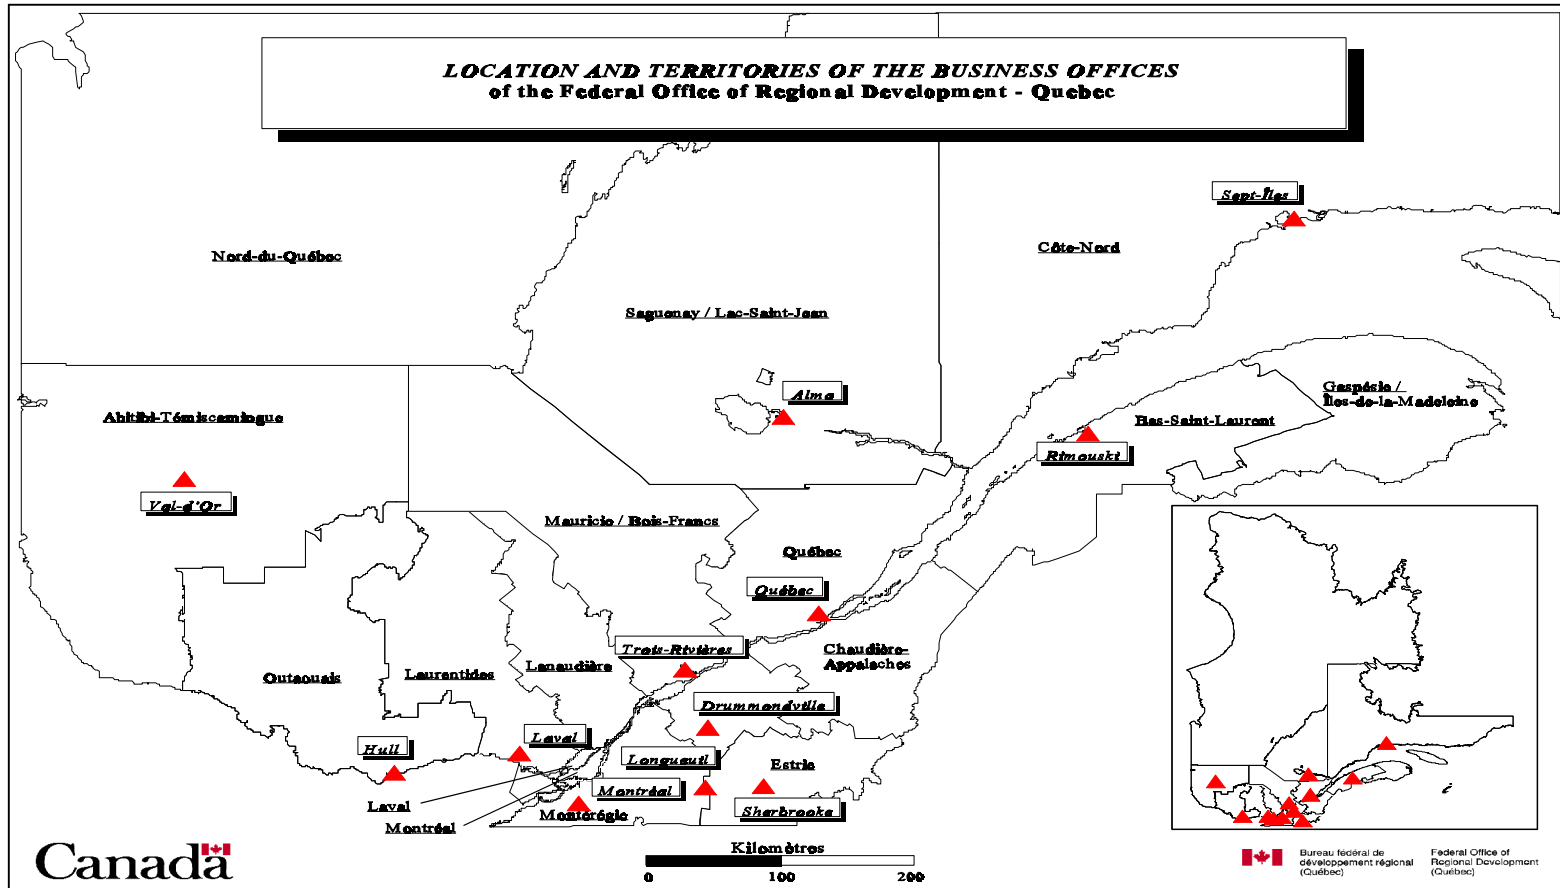 LOCATION AND TERRITORIES OF THE BUSINESS OFFICES
of the Federal Office of Regional Development - Quebec
Sept-Îles
Nord-du-Québec
Côte-Nord
Saguenay / Lac-Saint-Jean
Alma
Gaspésie /
Îles-de-la-Madeleine
Abitibi-Témiscamingue
Bas-Saint-Laurent
Rimouski
Val-d'Or
Mauricie / Bois-Francs
Québec
Québec
Trois-Rivières
Chaudière-
Appalaches
Lanaudière
Laurentides
Outaouais
Drummondville
Laval
Hull
Longueuil
Estrie
Montréal
Laval
Sherbrooke
Montérégie
Montréal
Kilomètres
0 100 200
Canada
Bureau fédéral de
développement régional
(Québec)
Federal Office of
Regional Development
(Québec)